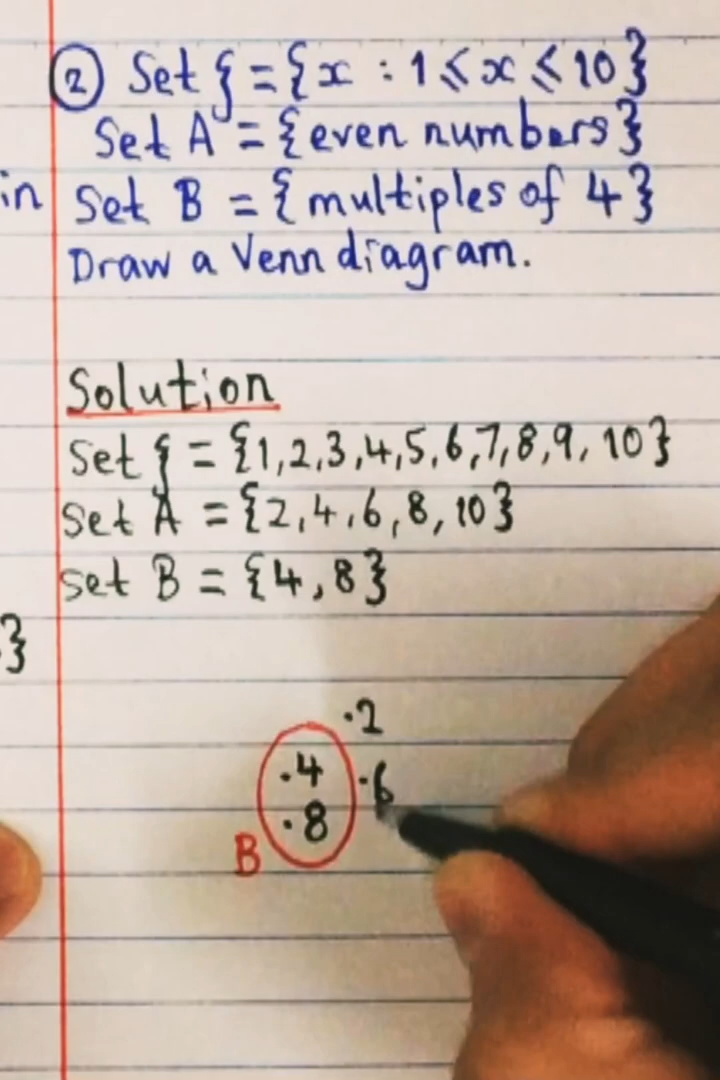 2 Set ξ = {x : 1 ≤ x ≤ 10}
Set A = {even numbers}
in Set B = {multiples of 4}
Draw a Venn diagram.
Solution
Set ξ = {1,2,3,4,5,6,7,8,9,10}
Set A = {2,4,6,8,10}
set B = {4,8}
}
.2
.4 .6
.8
B